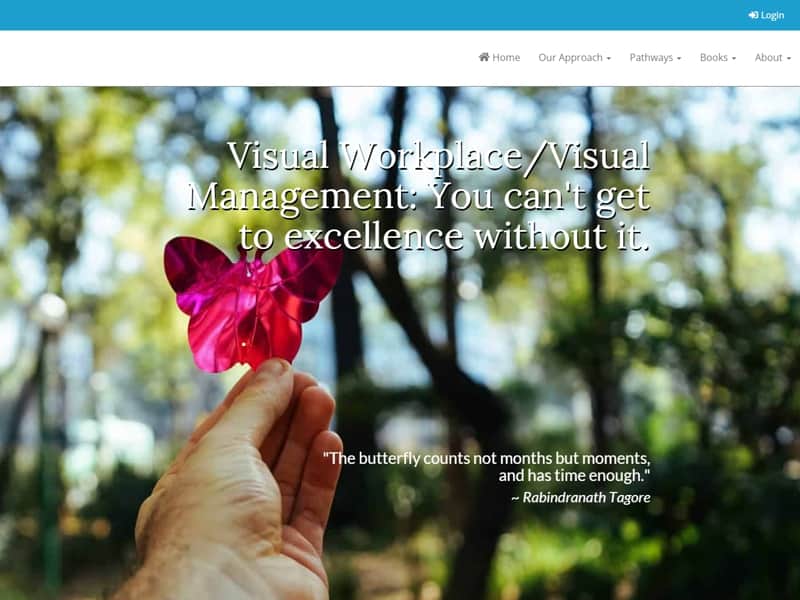 Login
Home Our Approach Pathways Books About
Visual Workplace/Visual
Management: You can't get
to excellence without it.
"The butterfly counts not months but moments,
and has time enough."
~ Rabindranath Tagore